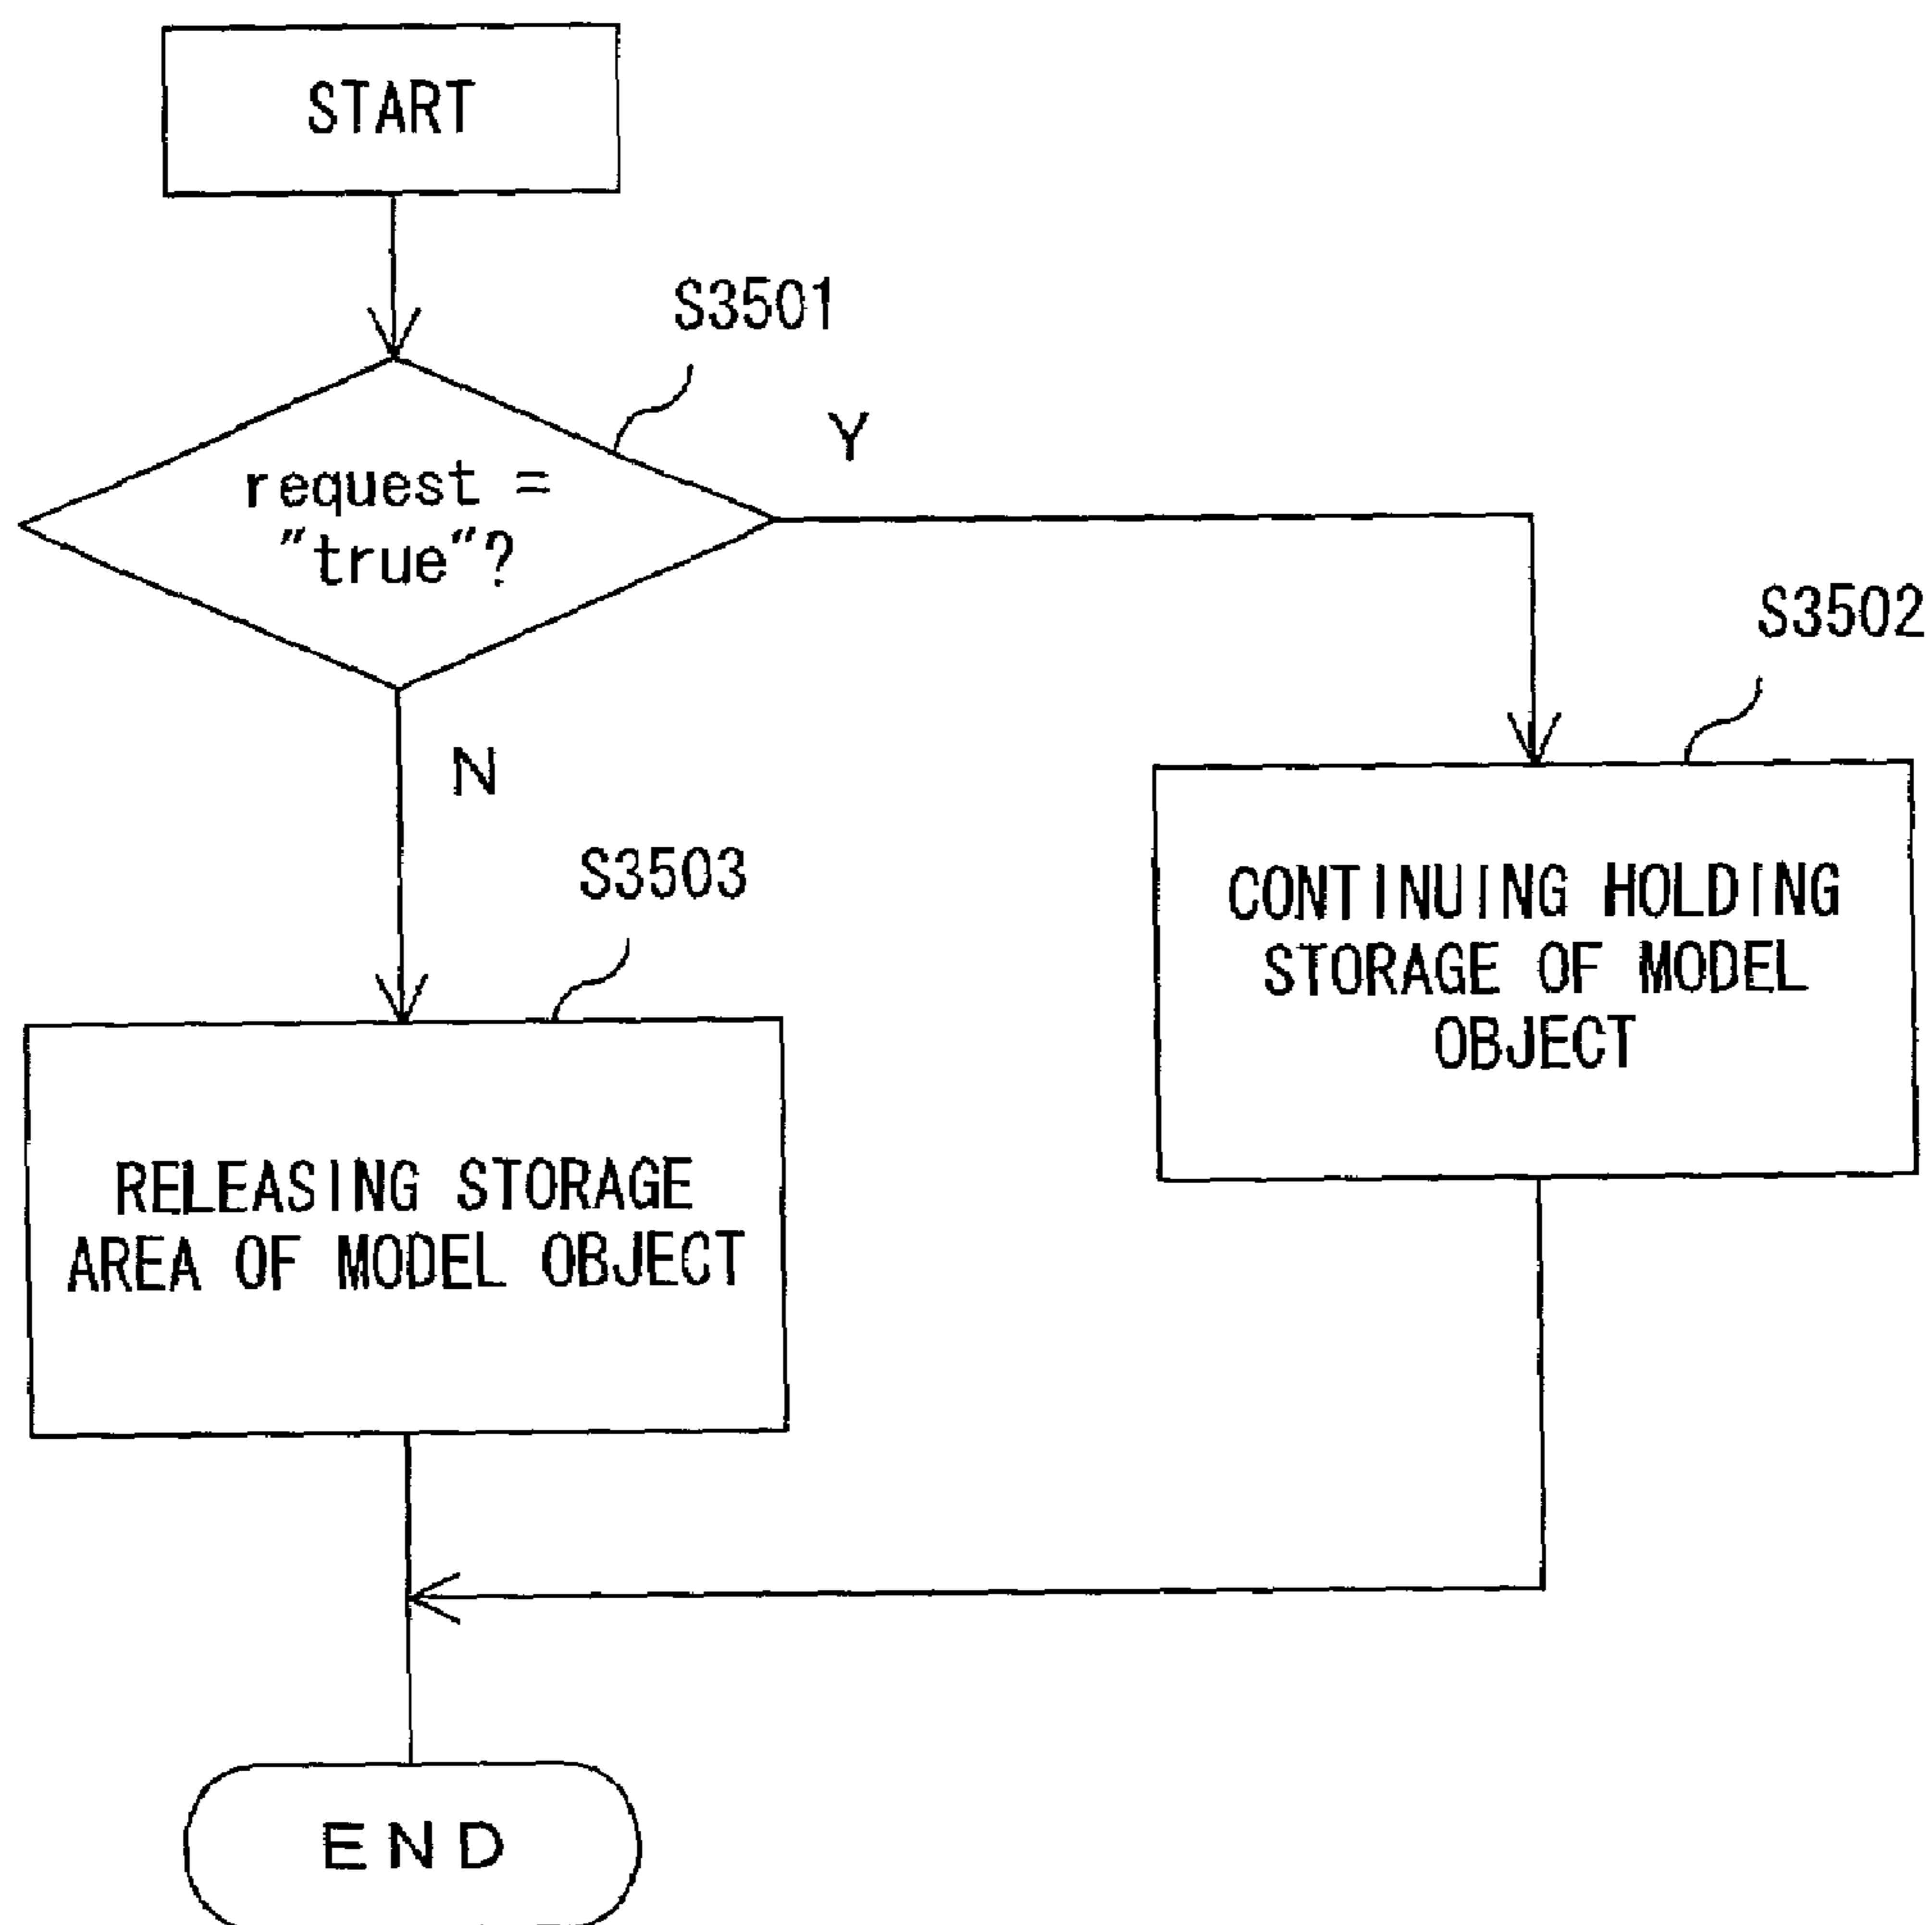 START
S3501
Y
request =
"true"?
S3502
N
S3503
CONTINUING HOLDING
STORAGE OF MODEL
OBJECT
RELEASING STORAGE
AREA OF MODEL OBJECT
END